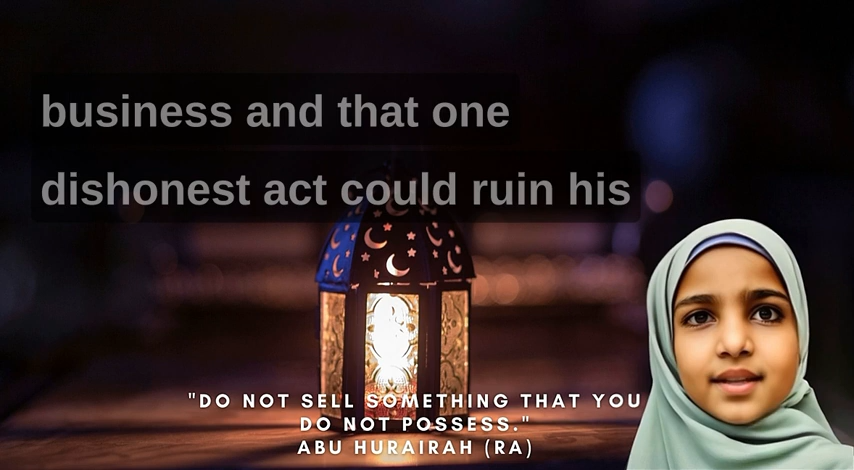 business and that one
dishonest act could ruin his
"DO NOT SELL SOMETHING THAT YOU
DO NOT POSSESS."
ABU HURAIRAH (RA)